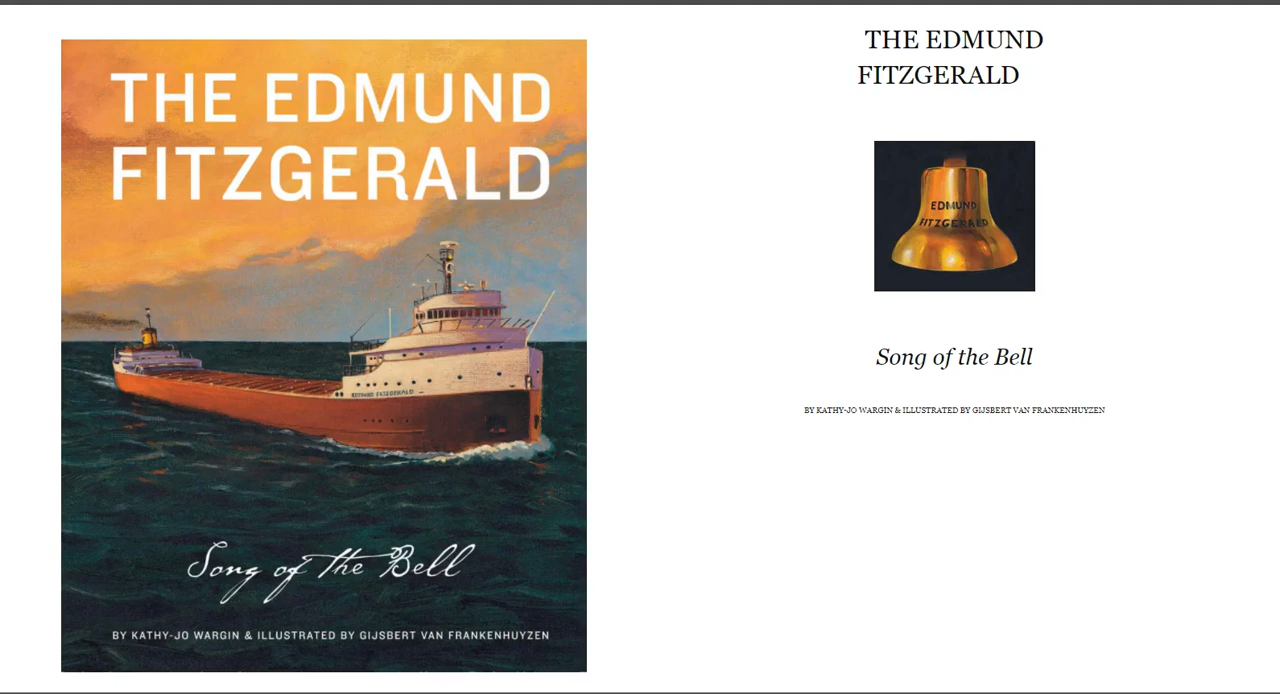 THE EDMUND
FITZGERALD
EDMUND FITZGERALD
Song of the Bell
BY KATHY-JO WARGIN & ILLUSTRATED BY GIJSBERT VAN FRANKENHUYZEN
THE EDMUND
FITZGERALD
EDMUND
FITZGERALD
Song of the Bell
BY KATHY-JO WARGIN & ILLUSTRATED BY GIJSBERT VAN FRANKENHUYZEN